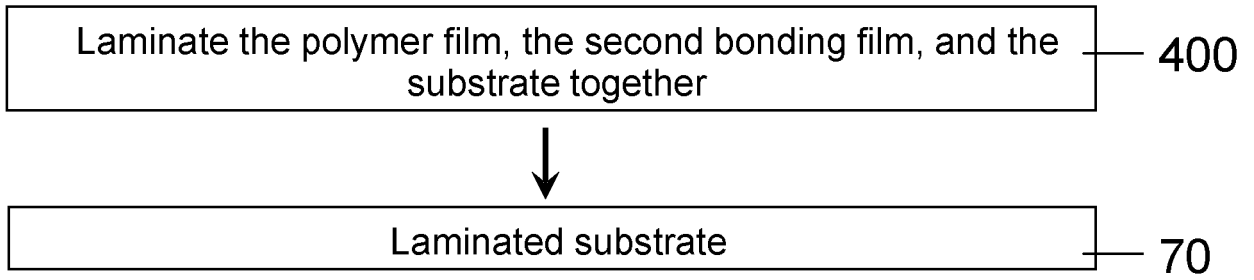 Laminate the polymer film, the second bonding film, and the
substrate together
400
Laminated substrate
70